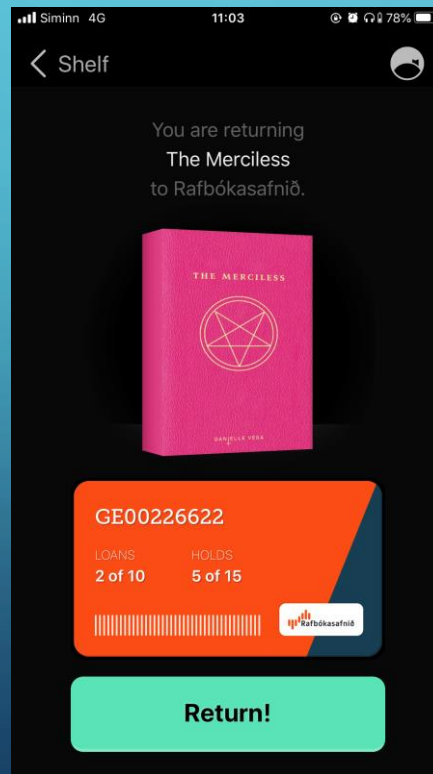 Siminn 4G 11:03 78%
Shelf
You are returning
The Merciless
to Rafbókasafnið.
THE MERCILESS
DANIELLE VEGA
GE00226622
LOANS HOLDS
2 of 10 5 of 15
Rafbókasafnið
Return!